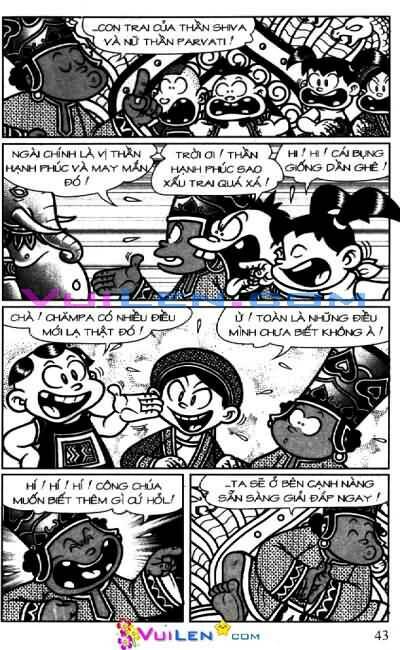 ...CON TRAI CỦA THẦN SHIVA
VÀ NỮ THẦN PARVATI !
NGÀI CHÍNH LÀ VỊ THẦN
HẠNH PHÚC VÀ MAY MẮN
ĐÓ !
TRỜI ƠI ! THẦN
HẠNH PHÚC SAO
XẤU TRAI QUÁ XÁ !
HI ! HI ! CÁI BỤNG
GIỐNG DẦN GHÊ !
VUILEN.COM
CHÀ ! CHĂMPA CÓ NHIỀU ĐIỀU
MỚI LẠ THẬT ĐÓ !
Ừ ! TOÀN LÀ NHỮNG ĐIỀU
MÌNH CHƯA BIẾT KHÔNG À !
HÍ ! HÍ ! HÍ ! CÔNG CHÚA
MUỐN BIẾT THÊM GÌ CỨ HỎI...
...TA SẼ Ở BÊN CẠNH NÀNG
SẴN SÀNG GIẢI ĐÁP NGAY !
43
VUILEN.COM